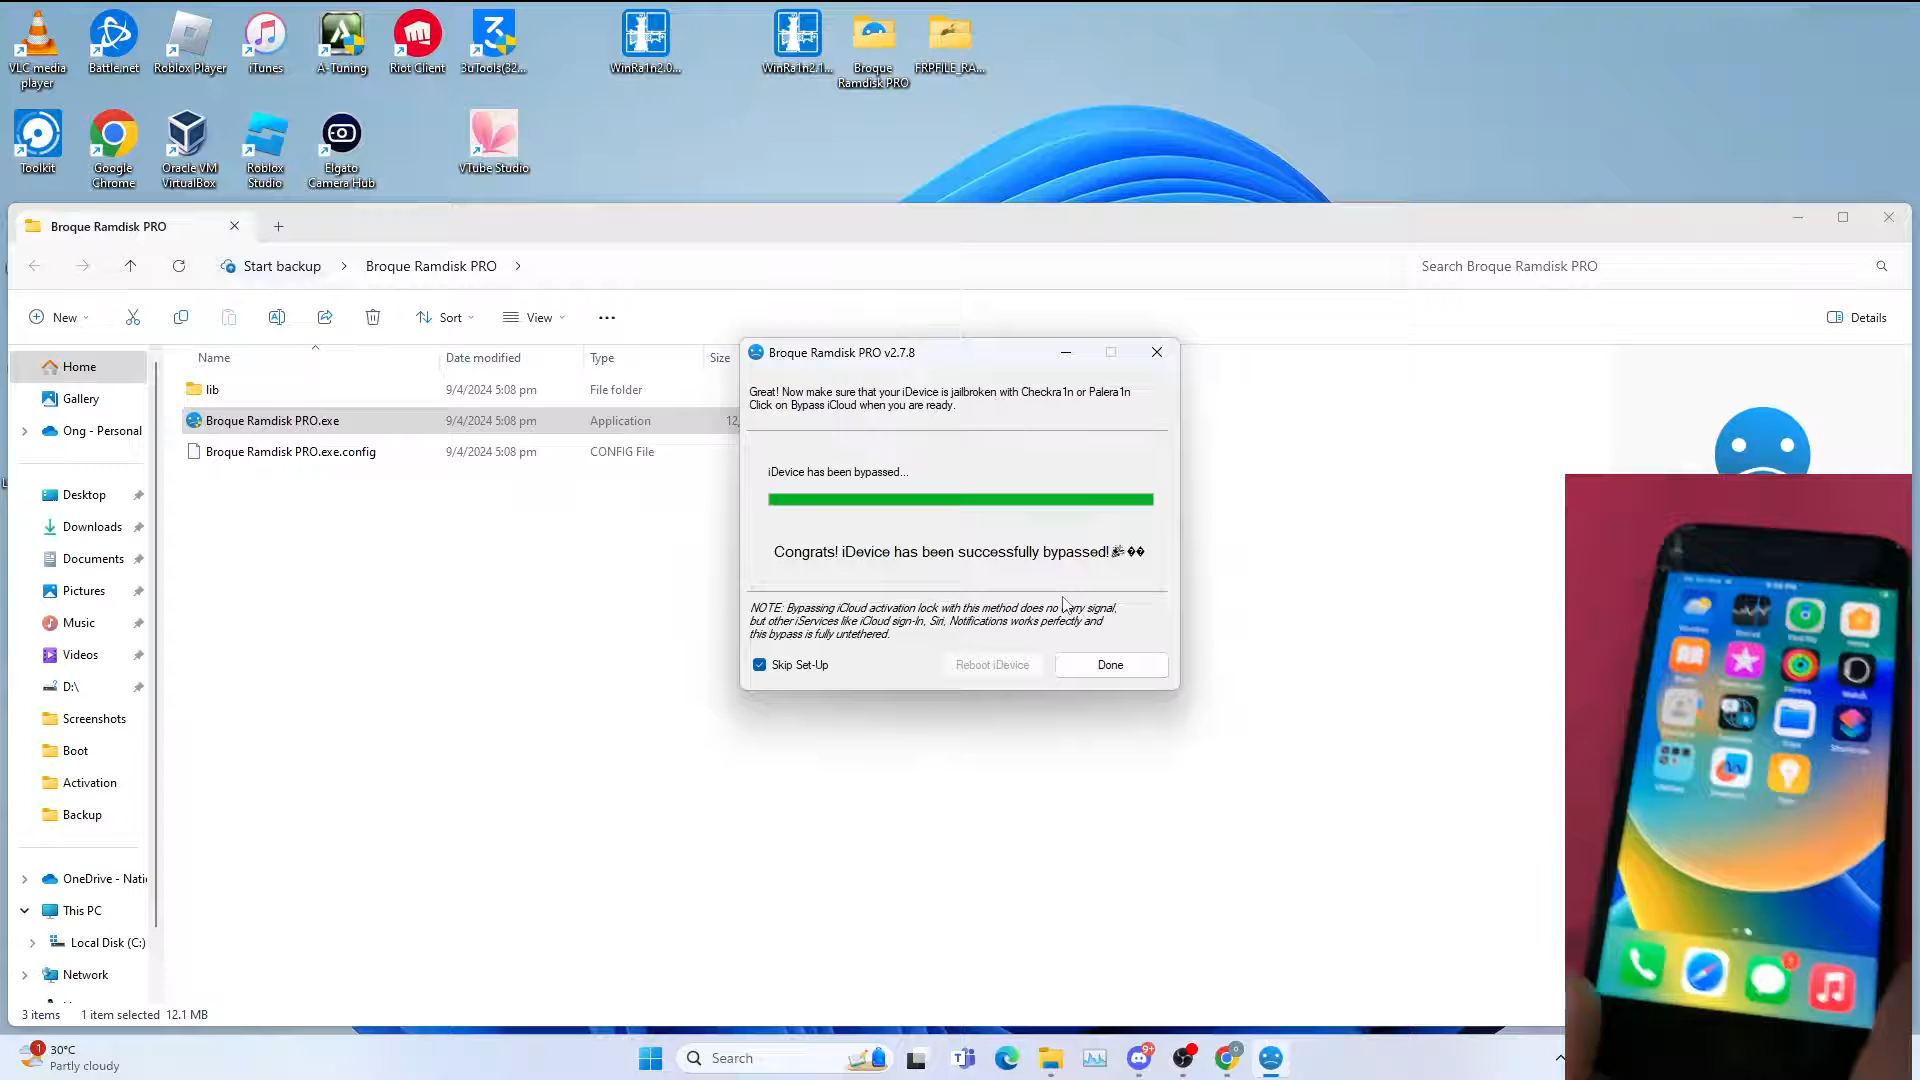 VLC media
player
Battle.net
Roblox Player
iTunes
A-Tuning
Riot Client
3uTools(32...
WinRa1n2.0...
WinRa1n2.1...
Broque
Ramdisk PRO
FRPFILE_RA...
Toolkit
Google
Chrome
Oracle VM
VirtualBox
Roblox
Studio
Elgato
Camera Hub
VTube Studio
Broque Ramdisk PRO
Start backup
Broque Ramdisk PRO
Search Broque Ramdisk PRO
New
Sort
View
Details
Name
Date modified
Type
Size
Home
Gallery
Ong - Personal
Desktop
Downloads
Documents
Pictures
Music
Videos
D:\
Screenshots
Boot
Activation
Backup
OneDrive - Natio
This PC
Local Disk (C:)
Network
lib
9/4/2024 5:08 pm
File folder
Broque Ramdisk PRO.exe
9/4/2024 5:08 pm
Application
12,
Broque Ramdisk PRO.exe.config
9/4/2024 5:08 pm
CONFIG File
Broque Ramdisk PRO v2.7.8
Great! Now make sure that your iDevice is jailbroken with Checkra1n or Palera1n
Click on Bypass iCloud when you are ready.
iDevice has been bypassed...
Congrats! iDevice has been successfully bypassed!🎉��
NOTE: Bypassing iCloud activation lock with this method does no carry signal,
but other iServices like iCloud sign-In, Siri, Notifications works perfectly and
this bypass is fully untethered.
Skip Set-Up
Reboot iDevice
Done
3 items
1 item selected 12.1 MB
1
30°C
Partly cloudy
Search
9+